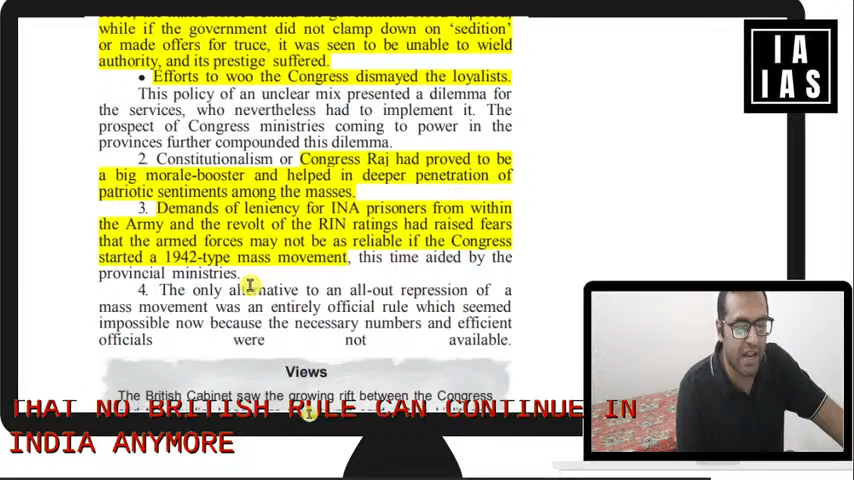 while if the government did not clamp down on ‘sedition’
or made offers for truce, it was seen to be unable to wield
authority, and its prestige suffered.
• Efforts to woo the Congress dismayed the loyalists.
This policy of an unclear mix presented a dilemma for
the services, who nevertheless had to implement it. The
prospect of Congress ministries coming to power in the
provinces further compounded this dilemma.
2. Constitutionalism or Congress Raj had proved to be
a big morale-booster and helped in deeper penetration of
patriotic sentiments among the masses.
3. Demands of leniency for INA prisoners from within
the Army and the revolt of the RIN ratings had raised fears
that the armed forces may not be as reliable if the Congress
started a 1942-type mass movement, this time aided by the
provincial ministries.
4. The only alternative to an all-out repression of a
mass movement was an entirely official rule which seemed
impossible now because the necessary numbers and efficient
officials were not available.
Views
The British Cabinet saw the growing rift between the Congress
THAT NO BRITISH RULE CAN CONTINUE IN
INDIA ANYMORE
IA
IAS